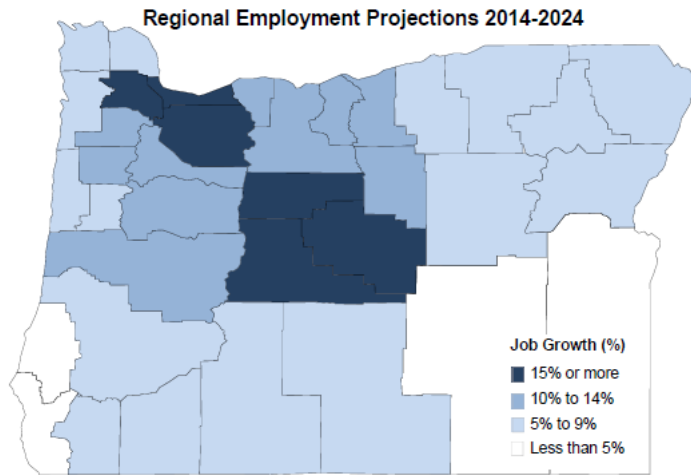 Regional Employment Projections 2014-2024
Job Growth (%)
15% or more
10% to 14%
5% to 9%
Less than 5%